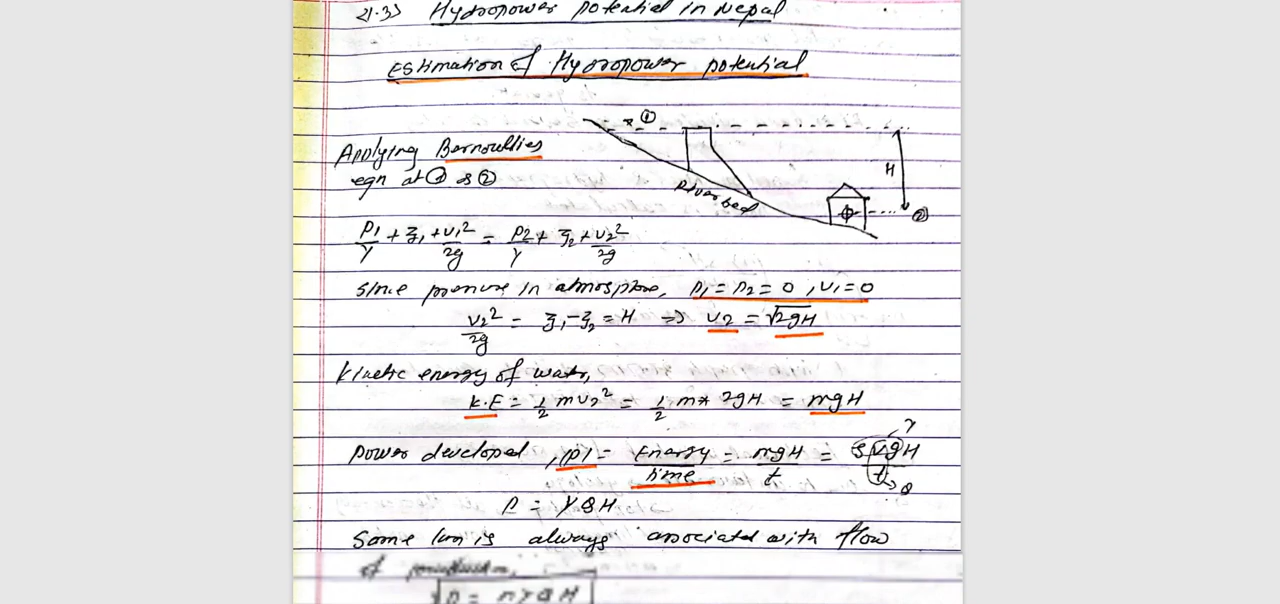 21.3) Hydropower potential in Nepal
Estimation of Hydropower potential
x ①
Applying Bernoullies
eqn at ① & ②
H
River bed
②
P1/γ + z1 + v1²/2g = P2/γ + z2 + v2²/2g
since pressure in atmosphere, P1 = P2 = 0, v1 = 0
v2²/2g = z1 - z2 = H => v2 = √2gH
kinetic energy of water,
K.E = 1/2 mv2² = 1/2 m* 2gH = mgH
power developed, (P) = Energy/time = mgH/t = ρVgH/t
γ
Q
P = γQH
Some loss is always associated with flow
of
P = ηγQH